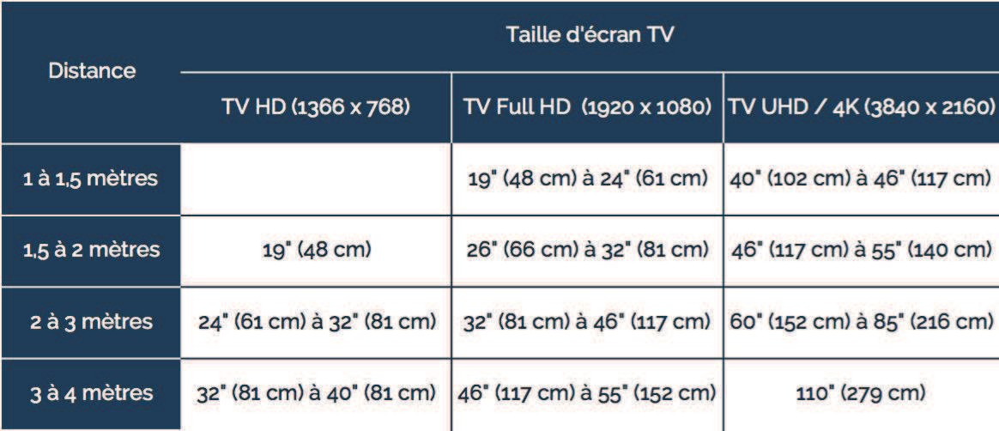 Taille d'écran TV
Distance
TV HD (1366 x 768) TV Full HD (1920 x 1080) TV UHD / 4K (3840 x 2160)
1 à 1,5 mètres 19" (48 cm) à 24" (61 cm) 40" (102 cm) à 46" (117 cm)
1,5 à 2 mètres 19" (48 cm) 26" (66 cm) à 32" (81 cm) 46" (117 cm) à 55" (140 cm)
2 à 3 mètres 24" (61 cm) à 32" (81 cm) 32" (81 cm) à 46" (117 cm) 60" (152 cm) à 85" (216 cm)
3 à 4 mètres 32" (81 cm) à 40" (81 cm) 46" (117 cm) à 55" (152 cm) 110" (279 cm)